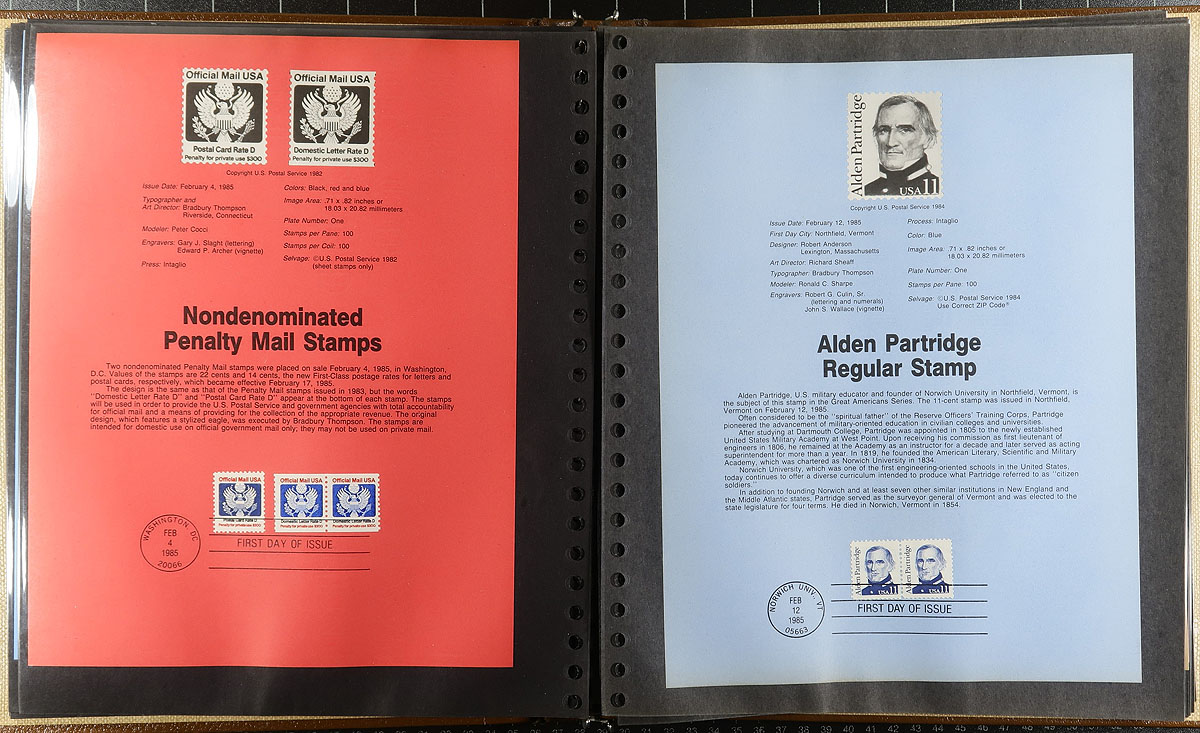 Official Mail USA
Postal Card Rate D
Penalty for private use $300
Official Mail USA
Domestic Letter Rate D
Penalty for private use $300
Copyright U.S. Postal Service 1982
Issue Date: February 4, 1985
Typographer and
Art Director: Bradbury Thompson
Riverside, Connecticut
Modeler: Peter Cocci
Engravers: Gary J. Slaght (lettering)
Edward P. Archer (vignette)
Press: Intaglio
Colors: Black, red and blue
Image Area: .71 x .82 inches or
18.03 x 20.82 millimeters
Plate Number: One
Stamps per Pane: 100
Stamps per Coil: 100
Selvage: ©U.S. Postal Service 1982
(sheet stamps only)
Nondenominated
Penalty Mail Stamps
Two nondenominated Penalty Mail stamps were placed on sale February 4, 1985, in Washington,
D.C. Values of the stamps are 22 cents and 14 cents, the new First-Class postage rates for letters and
postal cards, respectively, which became effective February 17, 1985.
The design is the same as that of the Penalty Mail stamps issued in 1983, but the words
"Domestic Letter Rate D" and "Postal Card Rate D" appear at the bottom of each stamp. The stamps
will be used in order to provide the U.S. Postal Service and government agencies with total accountability
for official mail and a means of providing for the collection of the appropriate revenue. The original
design, which features a stylized eagle, was executed by Bradbury Thompson. The stamps are
intended for domestic use on official government mail only; they may not be used on private mail.
Official Mail USA
Postal Card Rate D
Penalty for private use $300
Official Mail USA
Domestic Letter Rate D
Penalty for private use $300
Official Mail USA
Domestic Letter Rate D
Penalty for private use $300
WASHINGTON, DC
FEB
4
1985
20066
FIRST DAY OF ISSUE
Alden Partridge
USA 11
Copyright U.S. Postal Service 1984
Issue Date: February 12, 1985
First Day City: Northfield, Vermont
Designer: Robert Anderson
Lexington, Massachusetts
Art Director: Richard Sheaff
Typographer: Bradbury Thompson
Modeler: Ronald C. Sharpe
Engravers: Robert G. Culin, Sr.
(lettering and numerals)
John S. Wallace (vignette)
Process: Intaglio
Color: Blue
Image Area: .71 x .82 inches or
18.03 x 20.82 millimeters
Plate Number: One
Stamps per Pane: 100
Selvage: ©U.S. Postal Service 1984
Use Correct ZIP Code®
Alden Partridge
Regular Stamp
Alden Partridge, U.S. military educator and founder of Norwich University in Northfield, Vermont, is
the subject of this stamp in the Great Americans Series. The 11-cent stamp was issued in Northfield,
Vermont on February 12, 1985.
Often considered to be the "spiritual father" of the Reserve Officers' Training Corps, Partridge
pioneered the advancement of military-oriented education in civilian colleges and universities.
After studying at Dartmouth College, Partridge was appointed in 1805 to the newly established
United States Military Academy at West Point. Upon receiving his commission as first lieutenant of
engineers in 1806, he remained at the Academy as an instructor for a decade and later served as acting
superintendent for more than a year. In 1819, he founded the American Literary, Scientific and Military
Academy, which was chartered as Norwich University in 1834.
Norwich University, which was one of the first engineering-oriented schools in the United States,
today continues to offer a diverse curriculum intended to produce what Partridge referred to as "citizen
soldiers."
In addition to founding Norwich and at least seven other similar institutions in New England and
the Middle Atlantic states, Partridge served as the surveyor general of Vermont and was elected to the
state legislature for four terms. He died in Norwich, Vermont in 1854.
Alden Partridge
USA 11
Alden Partridge
USA 11
NORWICH UNIV., VT
FEB
12
1985
05663
FIRST DAY OF ISSUE